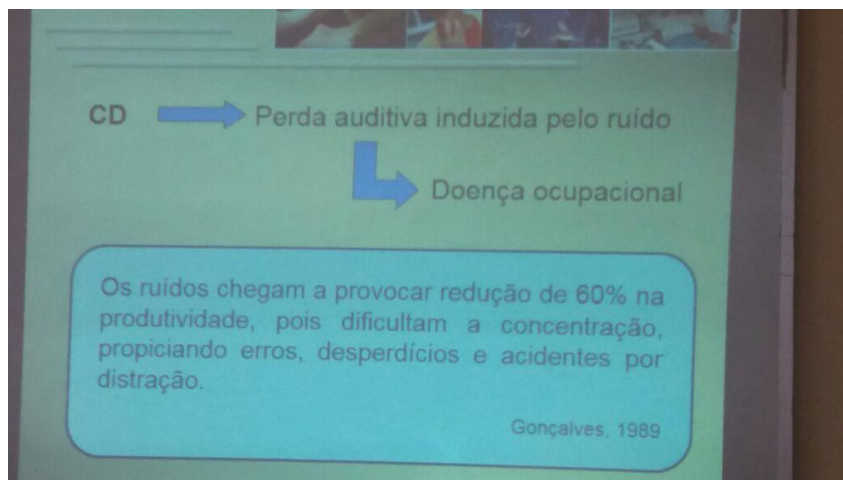 CD Perda auditiva induzida pelo ruído
Doença ocupacional
Os ruídos chegam a provocar redução de 60% na
produtividade, pois dificultam a concentração,
propiciando erros, desperdícios e acidentes por
distração.
Gonçalves, 1989